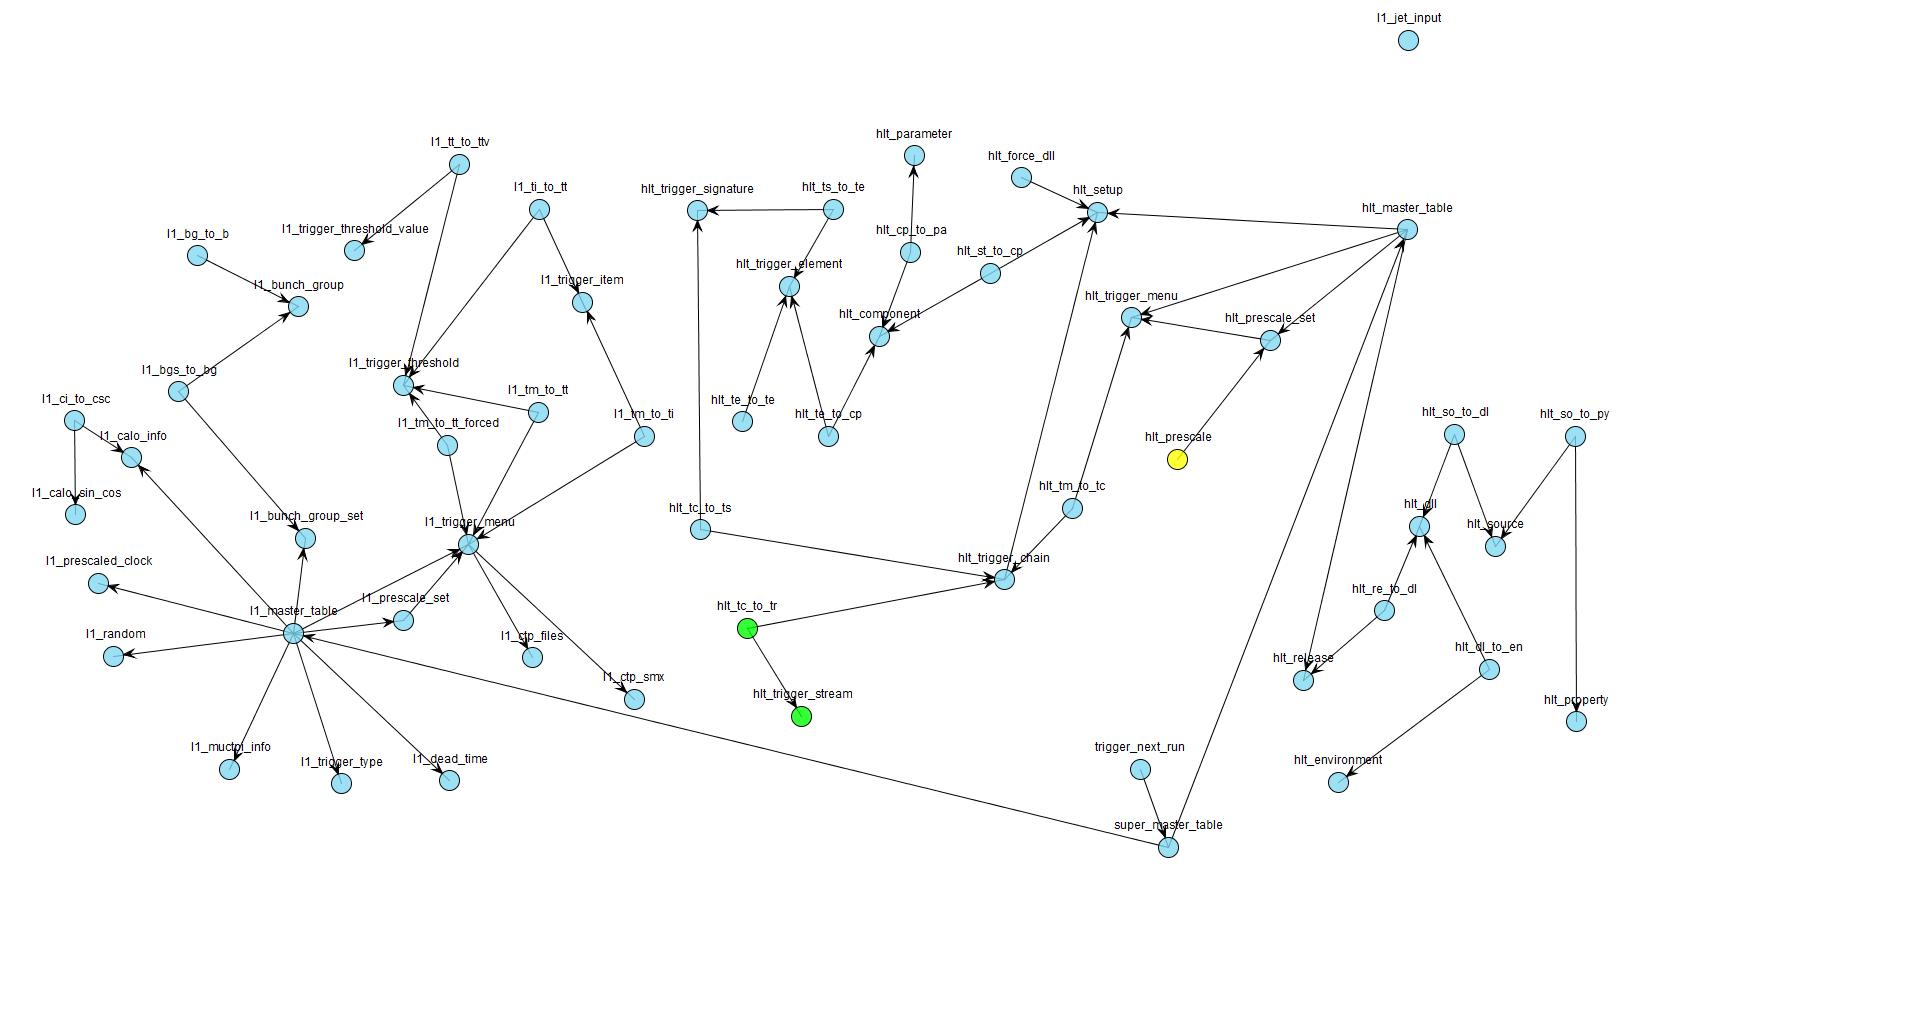 l1_jet_input
hlt_parameter
l1_tt_to_ttv
hlt_force_dll
l1_ti_to_tt
hlt_trigger_signature
hlt_ts_to_te
hlt_setup
hlt_master_table
l1_bg_to_b
l1_trigger_threshold_value
hlt_cp_to_pa
hlt_st_to_cp
hlt_trigger_element
l1_trigger_item
l1_bunch_group
hlt_trigger_menu
hlt_component
hlt_prescale_set
l1_trigger_threshold
l1_bgs_to_bg
l1_tm_to_tt
l1_ci_to_csc
hlt_te_to_te
l1_tm_to_ti
hlt_te_to_cp
hlt_so_to_dl
hlt_so_to_py
l1_tm_to_tt_forced
l1_calo_info
hlt_prescale
l1_calo_sin_cos
hlt_tm_to_tc
hlt_dll
hlt_tc_to_ts
l1_bunch_group_set
l1_trigger_menu
hlt_source
hlt_trigger_chain
l1_prescaled_clock
hlt_re_to_dl
l1_prescale_set
hlt_tc_to_tr
l1_master_table
l1_random
l1_ctp_files
hlt_dl_to_en
hlt_release
l1_ctp_smx
hlt_trigger_stream
hlt_property
l1_muctpi_info
trigger_next_run
l1_dead_time
hlt_environment
l1_trigger_type
super_master_table